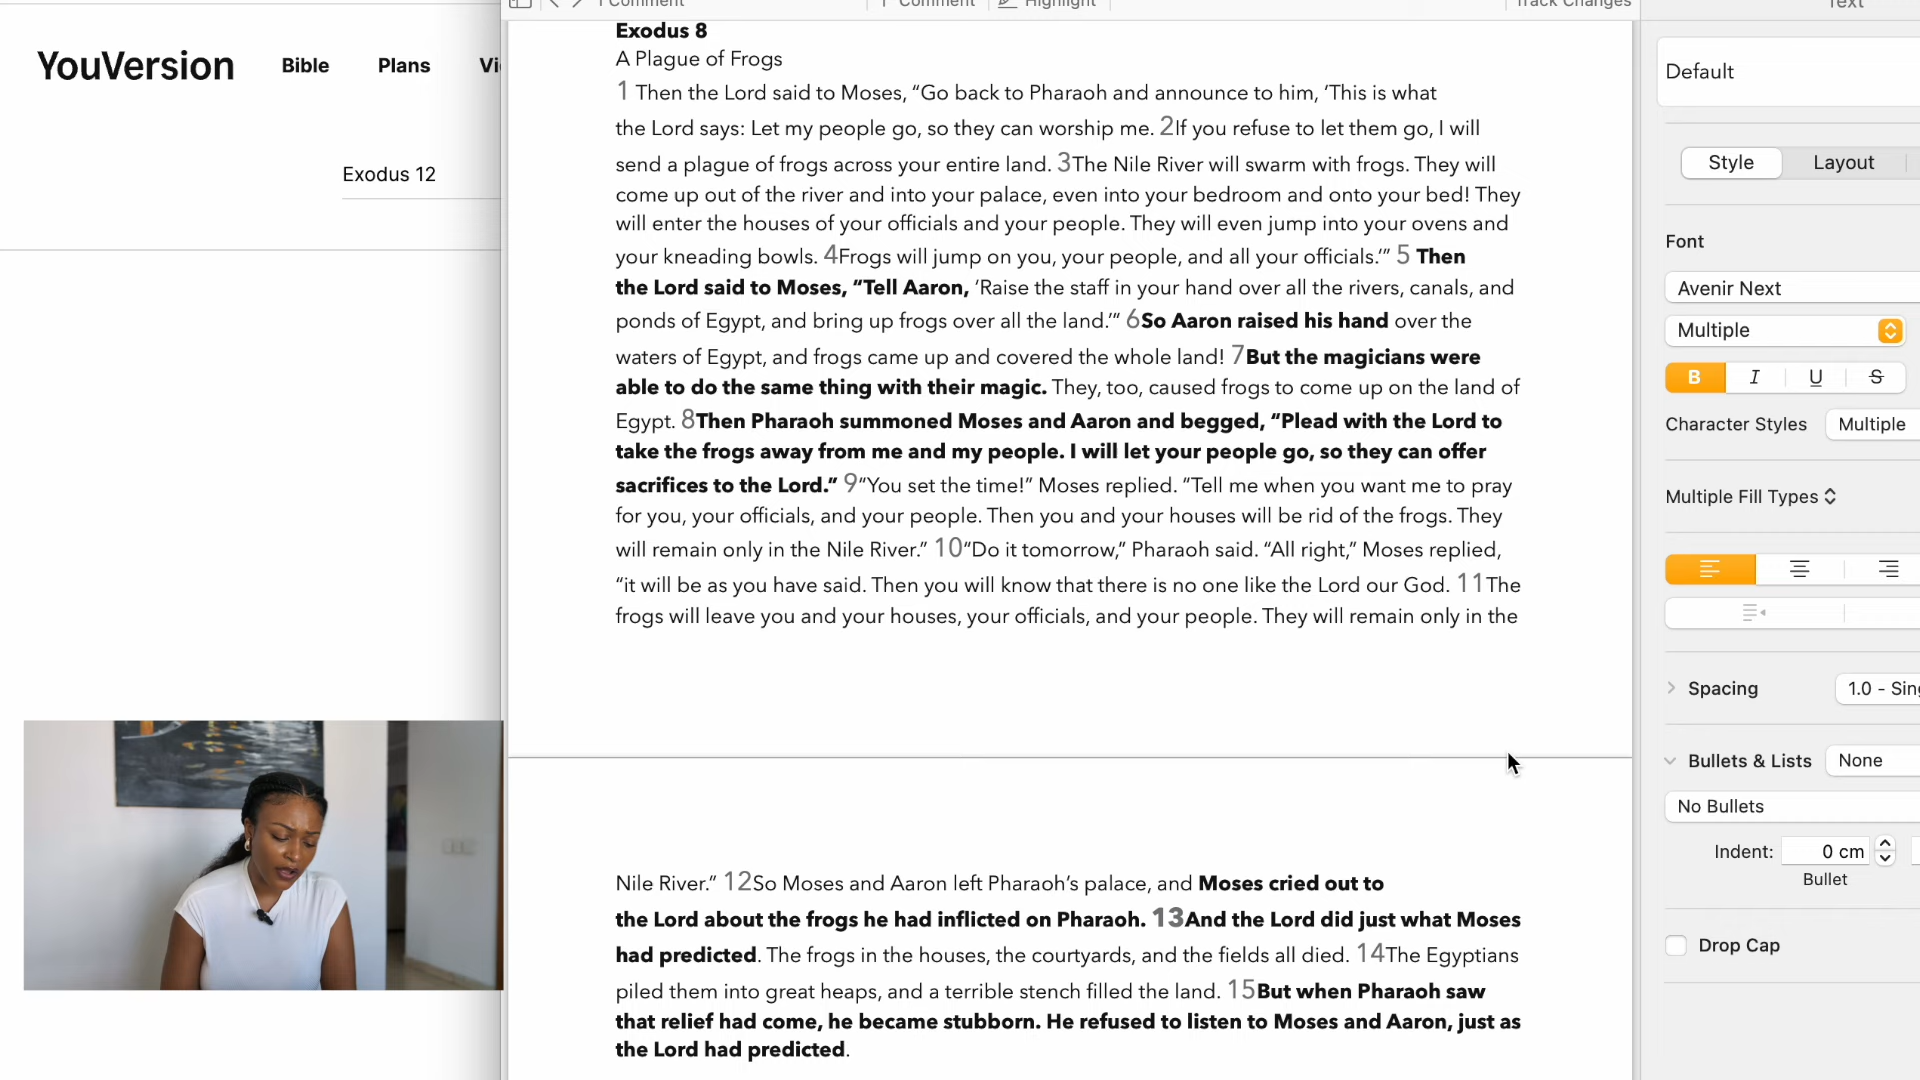 1 Comment
Comment
Highlight
Track Changes
Text
YouVersion
Bible
Plans
Exodus 12
Exodus 8
A Plague of Frogs
1 Then the Lord said to Moses, “Go back to Pharaoh and announce to him, ‘This is what
the Lord says: Let my people go, so they can worship me. 2If you refuse to let them go, I will
send a plague of frogs across your entire land. 3The Nile River will swarm with frogs. They will
come up out of the river and into your palace, even into your bedroom and onto your bed! They
will enter the houses of your officials and your people. They will even jump into your ovens and
your kneading bowls. 4Frogs will jump on you, your people, and all your officials.’” 5 Then
the Lord said to Moses, “Tell Aaron, ‘Raise the staff in your hand over all the rivers, canals, and
ponds of Egypt, and bring up frogs over all the land.’” 6So Aaron raised his hand over the
waters of Egypt, and frogs came up and covered the whole land! 7But the magicians were
able to do the same thing with their magic. They, too, caused frogs to come up on the land of
Egypt. 8Then Pharaoh summoned Moses and Aaron and begged, “Plead with the Lord to
take the frogs away from me and my people. I will let your people go, so they can offer
sacrifices to the Lord.” 9“You set the time!” Moses replied. “Tell me when you want me to pray
for you, your officials, and your people. Then you and your houses will be rid of the frogs. They
will remain only in the Nile River.” 10“Do it tomorrow,” Pharaoh said. “All right,” Moses replied,
“it will be as you have said. Then you will know that there is no one like the Lord our God. 11The
frogs will leave you and your houses, your officials, and your people. They will remain only in the
Nile River.” 12So Moses and Aaron left Pharaoh’s palace, and Moses cried out to
the Lord about the frogs he had inflicted on Pharaoh. 13And the Lord did just what Moses
had predicted. The frogs in the houses, the courtyards, and the fields all died. 14The Egyptians
piled them into great heaps, and a terrible stench filled the land. 15But when Pharaoh saw
that relief had come, he became stubborn. He refused to listen to Moses and Aaron, just as
the Lord had predicted.
Default
Style Layout
Font
Avenir Next
Multiple
B I U S
Character Styles Multiple
Multiple Fill Types
Spacing 1.0 - Sing
Bullets & Lists None
No Bullets
Indent: 0 cm
Bullet
Drop Cap